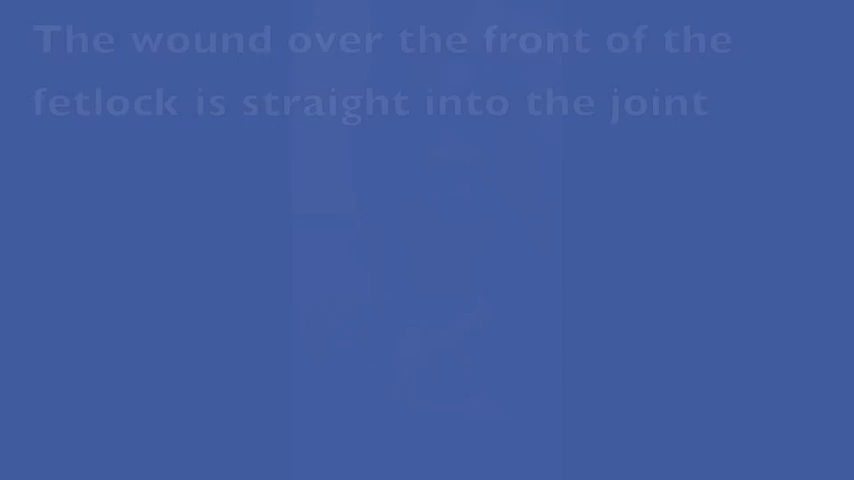 The wound over the front of the
fetlock is straight into the joint